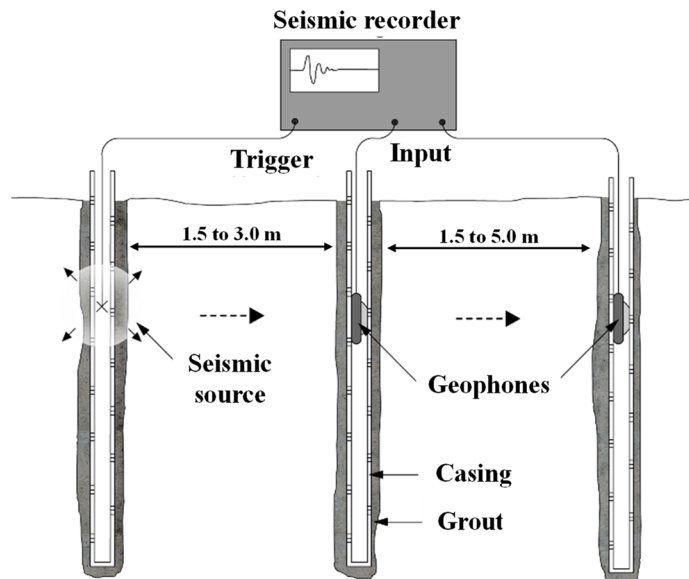 Seismic recorder
Trigger
Input
1.5 to 3.0 m
1.5 to 5.0 m
Seismic
source
Geophones
Casing
Grout